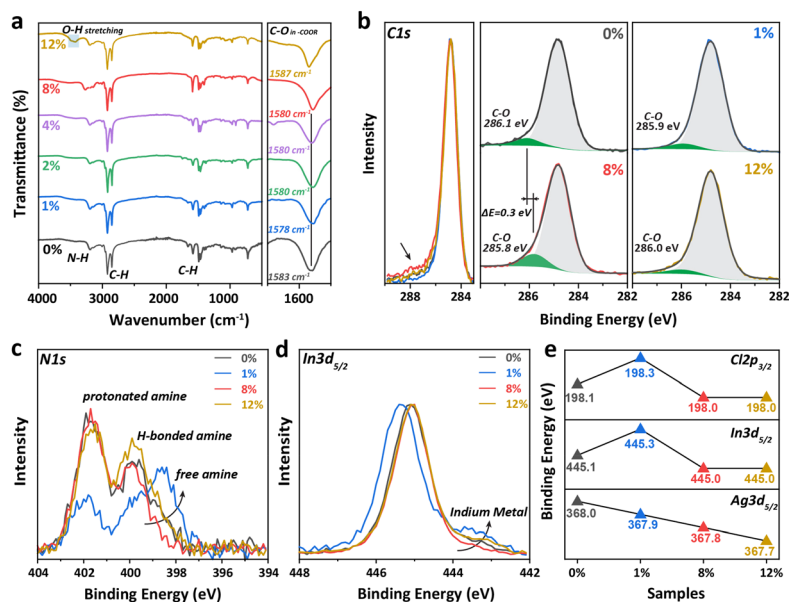 a
O-H stretching
12%
8%
4%
2%
1%
0%
N-H
C-H
C-H
Transmittance (%)
4000 3000 2000 1000
Wavenumber (cm-1)
C-O in -COOR
1587 cm-1
1580 cm-1
1580 cm-1
1580 cm-1
1578 cm-1
1583 cm-1
1600
b
C1s
Intensity
288 284
0%
C-O
286.1 eV
1%
C-O
285.9 eV
8%
ΔE=0.3 eV
C-O
285.8 eV
12%
C-O
286.0 eV
286 284 282
286 284 282
Binding Energy (eV)
c
N1s
0%
1%
8%
12%
protonated amine
H-bonded amine
free amine
Intensity
404 402 400 398 396 394
Binding Energy (eV)
d
In3d5/2
0%
1%
8%
12%
Indium Metal
Intensity
448 446 444 442
Binding Energy (eV)
e
Cl2p3/2
198.1
198.3
198.0
198.0
In3d5/2
445.1
445.3
445.0
445.0
Ag3d5/2
368.0
367.9
367.8
367.7
Binding Energy (eV)
0% 1% 8% 12%
Samples